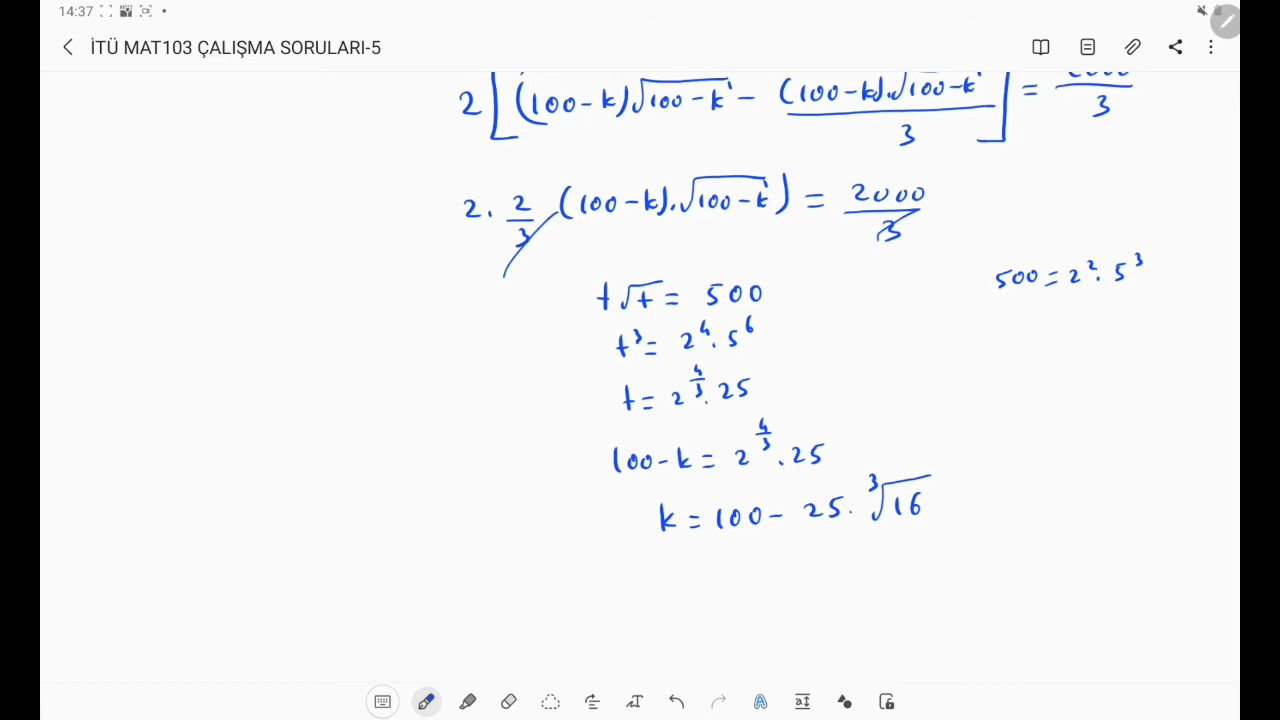 14:37
İTÜ MAT103 ÇALIŞMA SORULARI-5
2[(100-k)√100-k - (100-k).√100-k / 3] = 2000/3
2. 2/3 (100-k).√100-k) = 2000/3
t√t = 500
500 = 2². 5³
t³ = 2⁴. 5⁶
t = 2^(4/3). 25
100-k = 2^(4/3) . 25
k = 100 - 25. ³√16